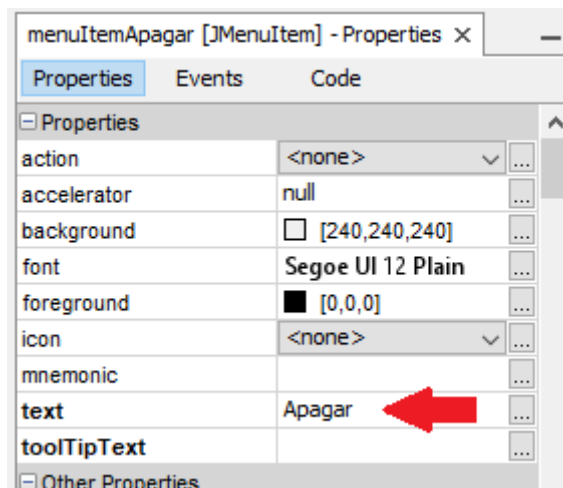 menuItemApagar [JMenuItem] - Properties ×
Properties Events Code
Properties
action <none> ...
accelerator null ...
background [240,240,240] ...
font Segoe UI 12 Plain ...
foreground [0,0,0] ...
icon <none> ...
mnemonic ...
text Apagar ...
toolTipText ...
Other Properties